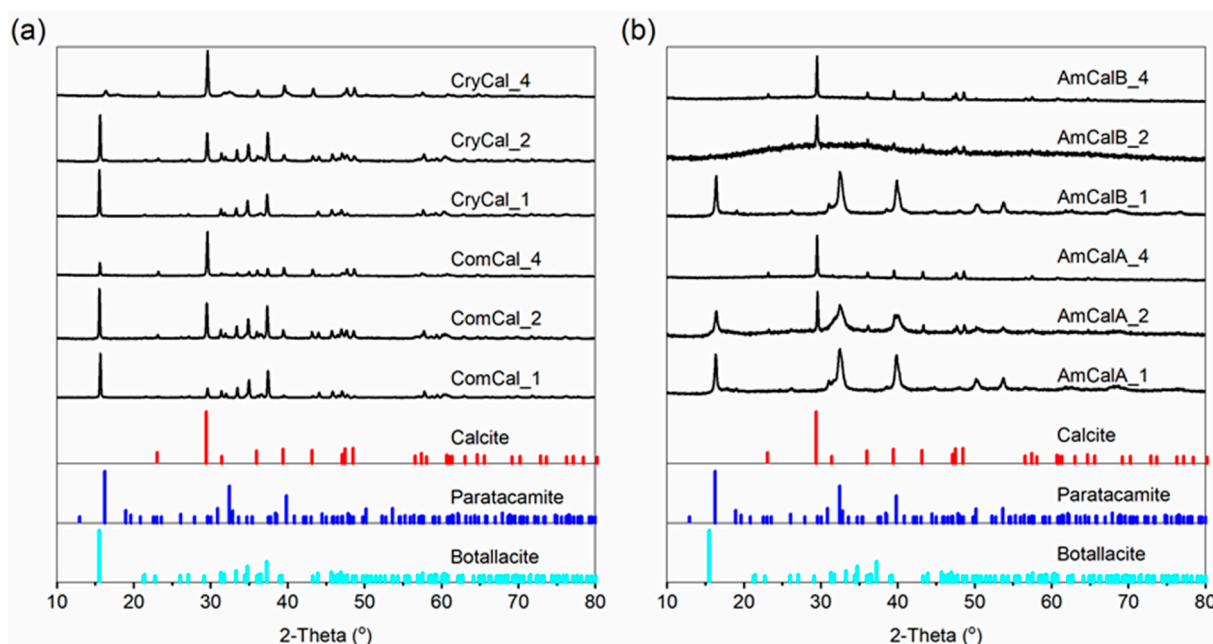 (a)
CryCal_4
CryCal_2
CryCal_1
ComCal_4
ComCal_2
ComCal_1
Calcite
Paratacamite
Botallacite
10 20 30 40 50 60 70 80
2-Theta (°)
(b)
AmCalB_4
AmCalB_2
AmCalB_1
AmCalA_4
AmCalA_2
AmCalA_1
Calcite
Paratacamite
Botallacite
10 20 30 40 50 60 70 80
2-Theta (°)